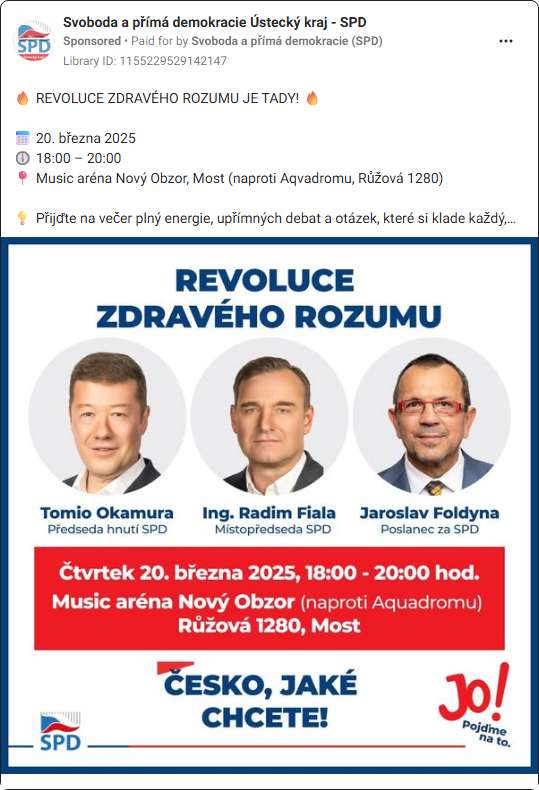 Svoboda a přímá demokracie Ústecký kraj - SPD
Sponsored • Paid for by Svoboda a přímá demokracie (SPD)
Library ID: 1155229529142147
🔥 REVOLUCE ZDRAVÉHO ROZUMU JE TADY! 🔥
📅 20. března 2025
🕕 18:00 – 20:00
📍 Music aréna Nový Obzor, Most (naproti Aqvadromu, Růžová 1280)
💡 Přijďte na večer plný energie, upřímných debat a otázek, které si klade každý,...
REVOLUCE
ZDRAVÉHO ROZUMU
Tomio Okamura
Předseda hnutí SPD
Ing. Radim Fiala
Místopředseda SPD
Jaroslav Foldyna
Poslanec za SPD
Čtvrtek 20. března 2025, 18:00 - 20:00 hod.
Music aréna Nový Obzor (naproti Aquadromu)
Růžová 1280, Most
ČESKO, JAKÉ
CHCETE!
Jo!
Pojďme
na to.
SPD